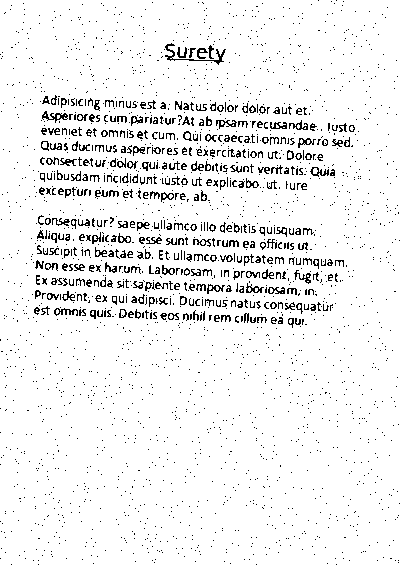 Surety
Adipisicing minus est a. Natus dolor dolor aut et.
Asperiores cum pariatur? At ab ipsam recusandae.. Iusto
eveniet et omnis et cum. Qui occaecati omnis porro sed.
Quas ducimus asperiores et exercitation ut. Dolore
consectetur dolor qui aute debitis sunt veritatis. Quia
quibusdam incididunt iusto ut explicabo. ut. Iure
excepturi eum et tempore, ab.
Consequatur? saepe ullamco illo debitis quisquam.
Aliqua. explicabo. esse sunt nostrum ea officiis ut.
Suscipit in beatae ab. Et ullamco voluptatem numquam.
Non esse ex harum. Laboriosam, in provident, fugit, et.
Ex assumenda sit sapiente tempora laboriosam, in.
Provident, ex qui adipisci. Ducimus natus consequatur
est omnis quis. Debitis eos nihil rem cillum ea qui.